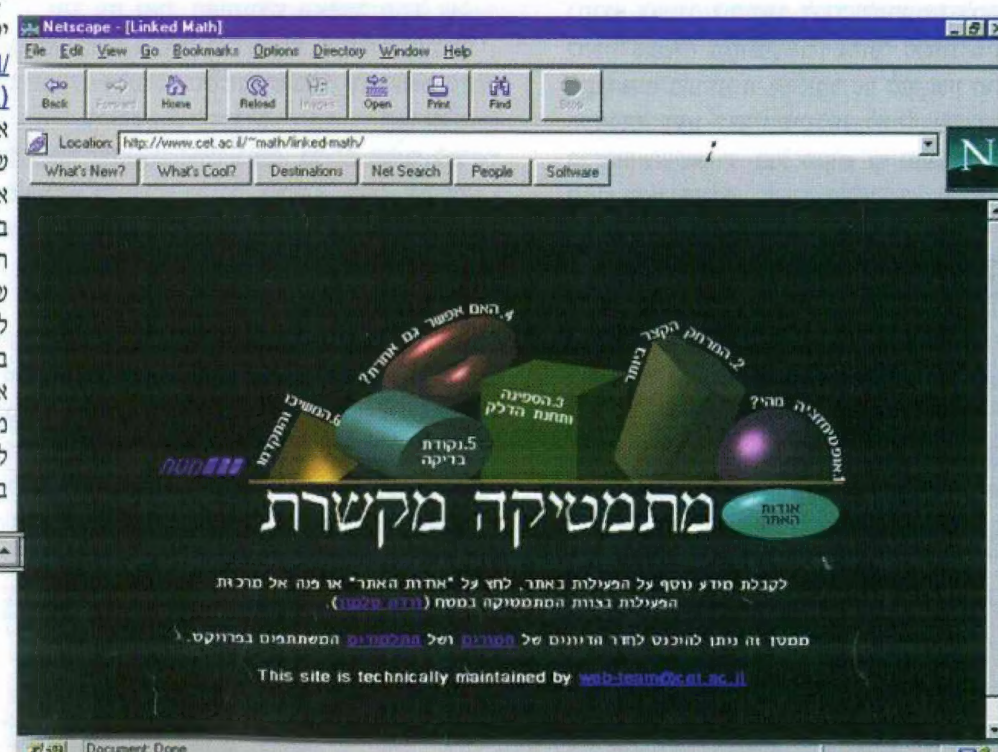 Netscape - [Linked Math]
File Edit View Go Bookmarks Options Directory Window Help
Back Forward Home Reload Images Open Print Find Stop
Location: http://www.cet.ac.il/~math/linked-math/
What's New? What's Cool? Destinations Net Search People Software
N
1.אופטימיזציה מהי?
2.המרחק הקצר ביותר
3.הספינה
ותחנת הדלק
4.האם אפשר גם אחרת?
5.נקודת
בדיקה
6.המשיכו
והתקדמו
מטח
מתמטיקה מקשרת
אודות
האתר
לקבלת מידע נוסף על הפעילות באתר, לחץ על "אודות האתר" או פנה אל מרכזת
הפעילות בצוות המתמטיקה במטח (ורדה טלמון).
ממסך זה ניתן להיכנס לחדר הדיונים של המורים ושל התלמידים המשתתפים בפרויקט.
This site is technically maintained by web-team@cet.ac.il
Document: Done